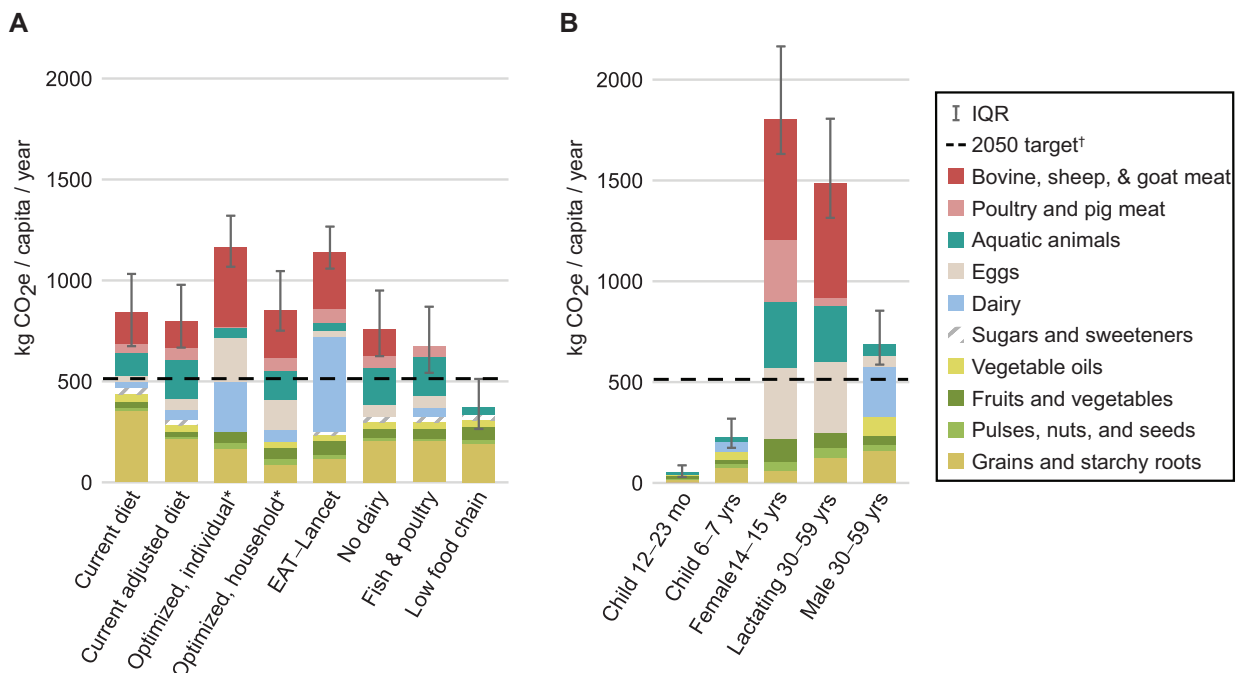 A
kg CO2e / capita / year
2000
1500
1000
500
0
Current diet
Current adjusted diet
Optimized, individual*
Optimized, household*
EAT–Lancet
No dairy
Fish & poultry
Low food chain
B
kg CO2e / capita / year
2000
1500
1000
500
0
Child 12–23 mo
Child 6–7 yrs
Female14–15 yrs
Lactating 30–59 yrs
Male 30–59 yrs
IQR
2050 target†
Bovine, sheep, & goat meat
Poultry and pig meat
Aquatic animals
Eggs
Dairy
Sugars and sweeteners
Vegetable oils
Fruits and vegetables
Pulses, nuts, and seeds
Grains and starchy roots